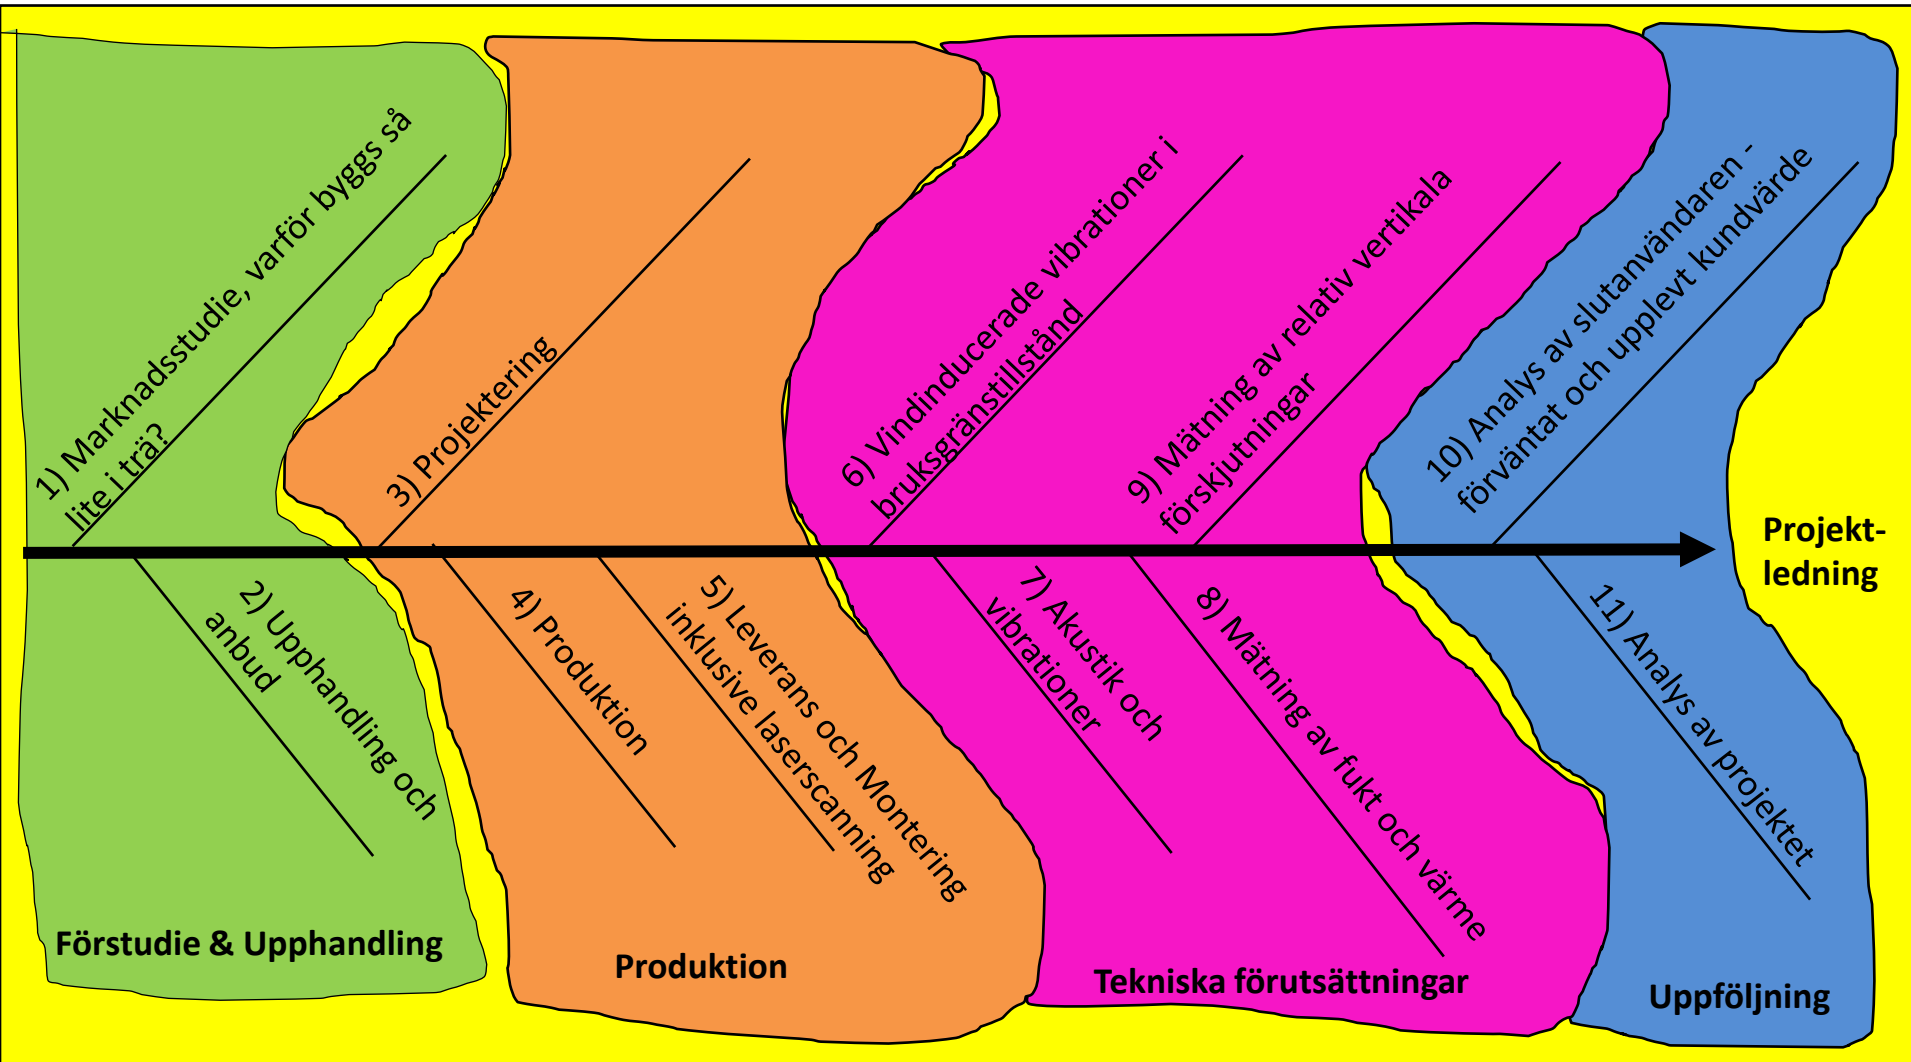 1) Marknadsstudie, varför byggs så
lite i trä?
2) Upphandling och
anbud
Förstudie & Upphandling
3) Projektering
4) Produktion
5) Leverans och Montering
inklusive laserscanning
Produktion
6) Vindinducerade vibrationer i
bruksgränstillstånd
7) Akustik och
vibrationer
8) Mätning av fukt och värme
9) Mätning av relativ vertikala
förskjutningar
Tekniska förutsättningar
10) Analys av slutanvändaren -
förväntat och upplevt kundvärde
11) Analys av projektet
Uppföljning
Projekt-
ledning